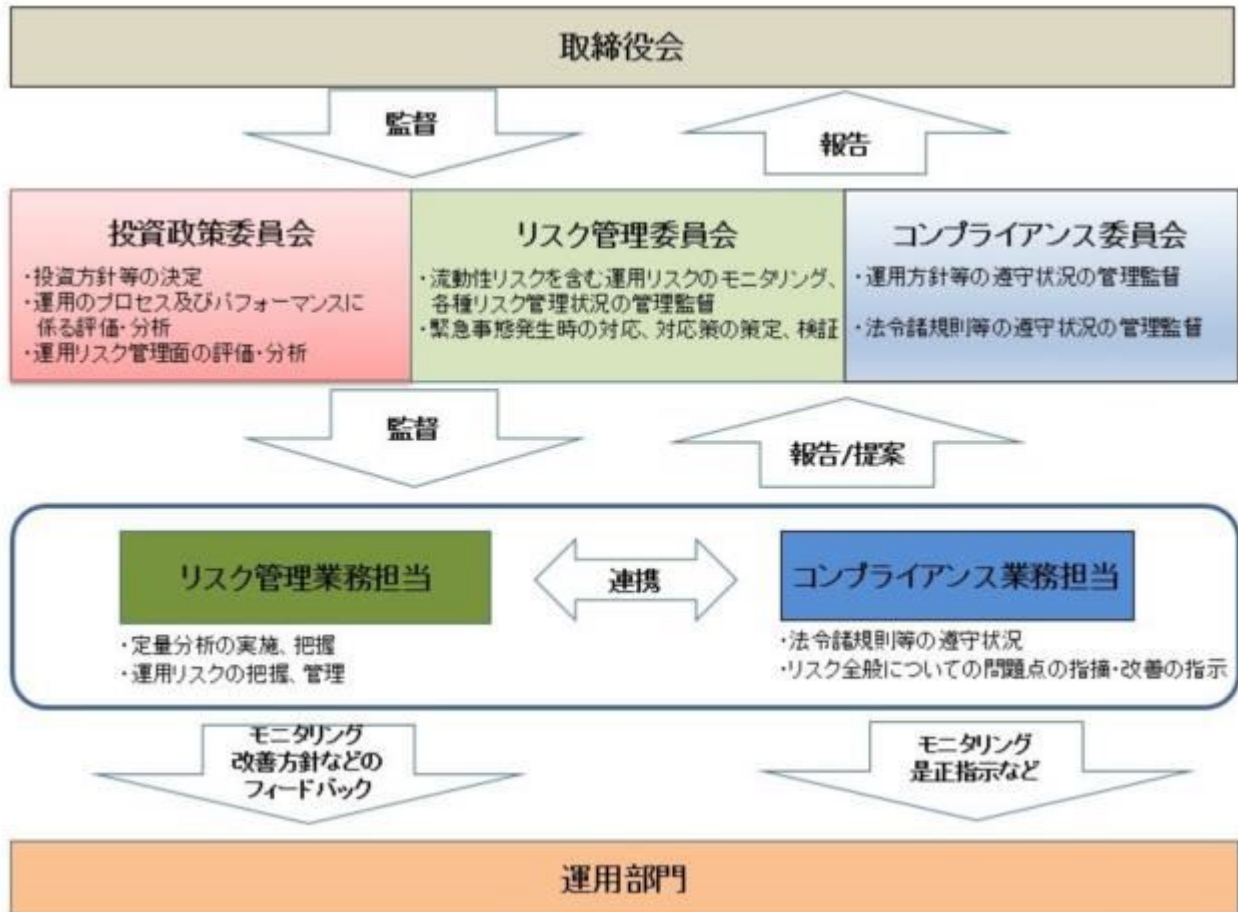 取締役会
監督
報告
投資政策委員会
・投資方針等の決定
・運用のプロセス及びパフォーマンスに
係る評価・分析
・運用リスク管理面の評価・分析
リスク管理委員会
・流動性リスクを含む運用リスクのモニタリング、
各種リスク管理状況の管理監督
・緊急事態発生時の対応、対応策の策定、検証
コンプライアンス委員会
・運用方針等の遵守状況の管理監督
・法令諸規則等の遵守状況の管理監督
監督
報告/提案
リスク管理業務担当
・定量分析の実施、把握
・運用リスクの把握、管理
連携
コンプライアンス業務担当
・法令諸規則等の遵守状況
・リスク全般についての問題点の指摘・改善の指示
モニタリング
改善方針などの
フィードバック
モニタリング
是正指示など
運用部門